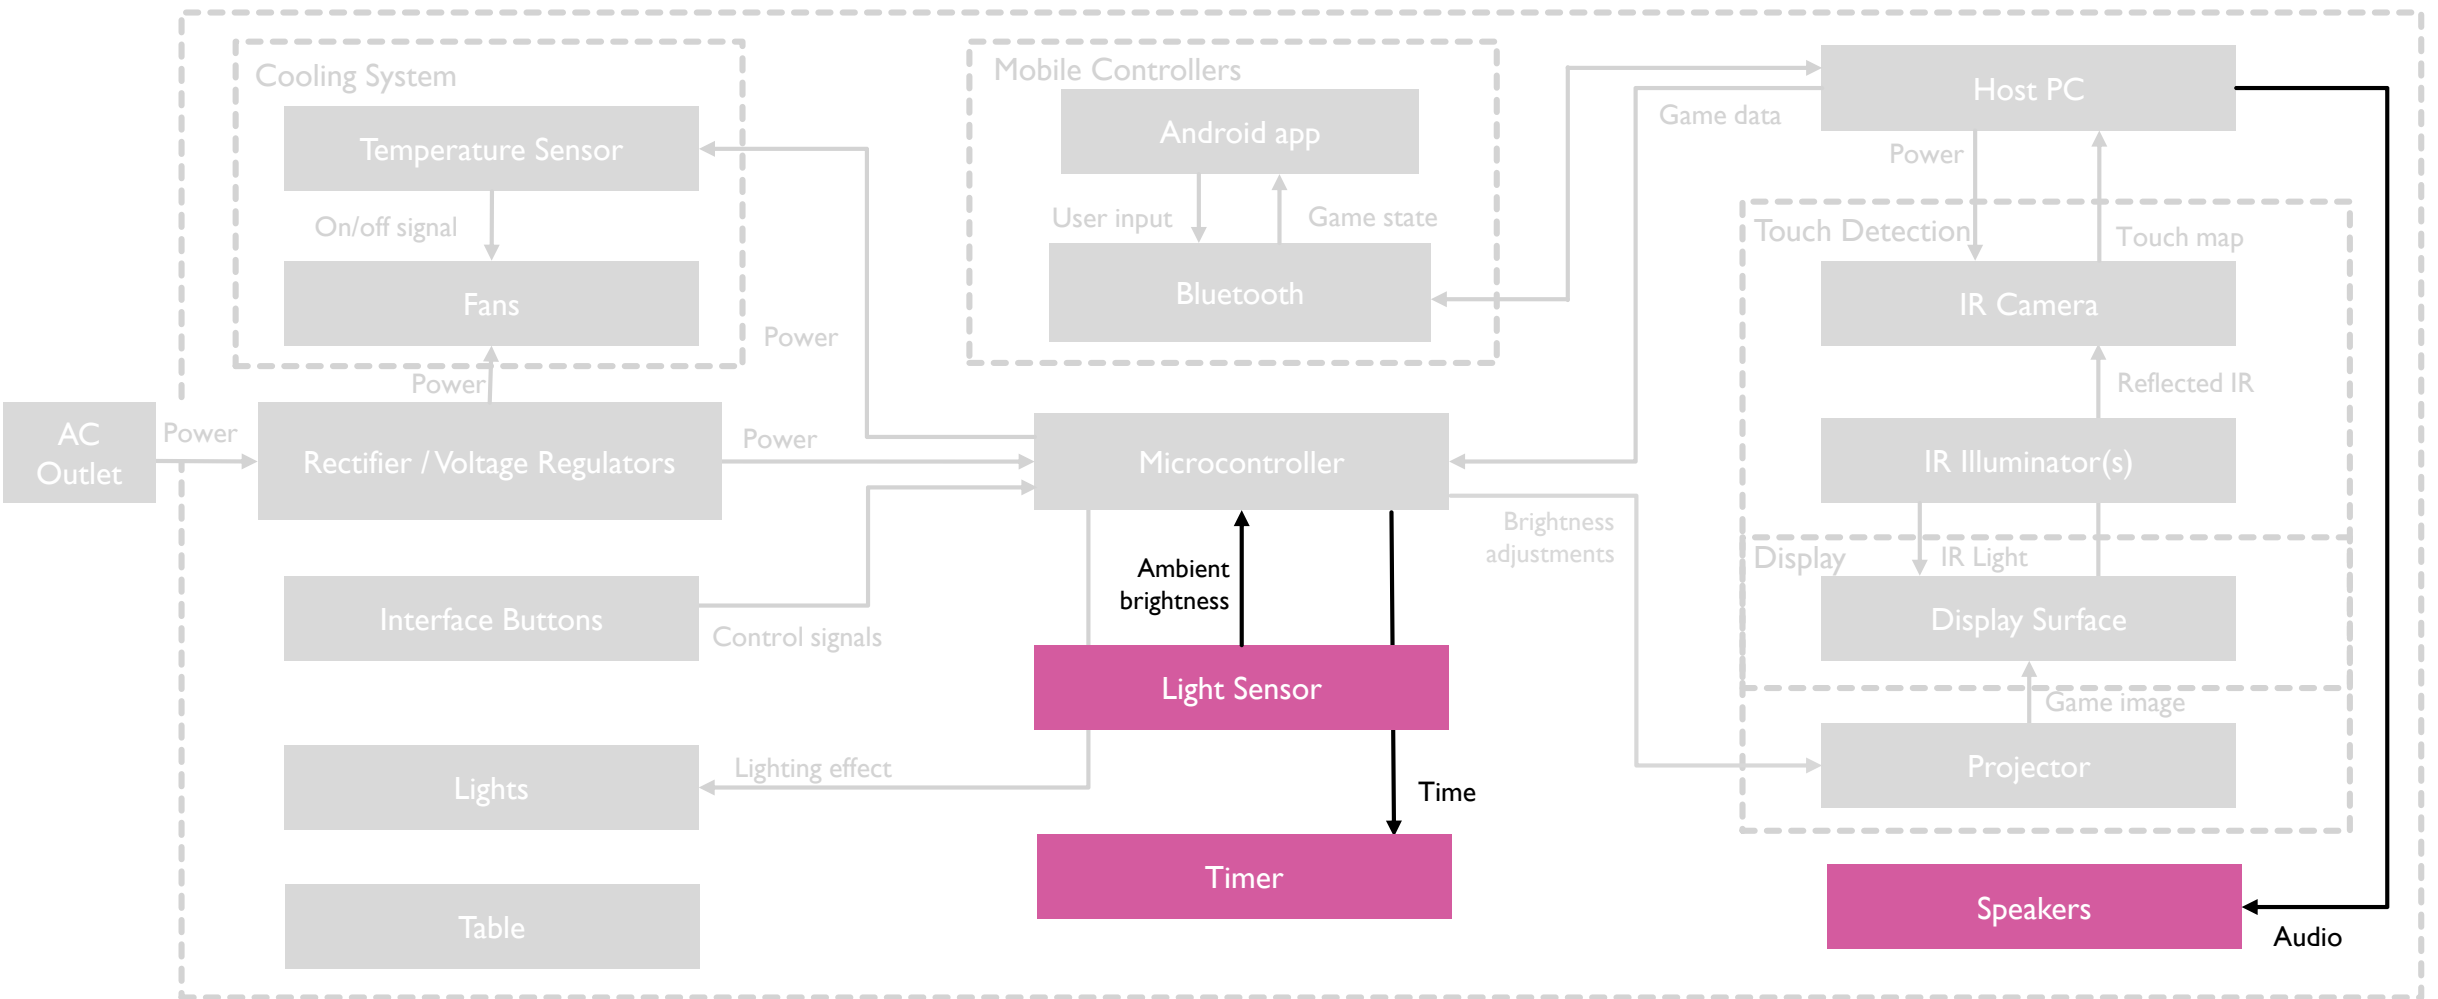 Cooling System
Temperature Sensor
On/off signal
Fans
Power
Power
AC
Outlet
Power
Rectifier / Voltage Regulators
Power
Interface Buttons
Control signals
Lights
Lighting effect
Table
Mobile Controllers
Android app
User input
Game state
Bluetooth
Microcontroller
Ambient
brightness
Light Sensor
Time
Timer
Brightness
adjustments
Host PC
Game data
Power
Touch Detection
Touch map
IR Camera
Reflected IR
IR Illuminator(s)
Display
IR Light
Display Surface
Game image
Projector
Speakers
Audio